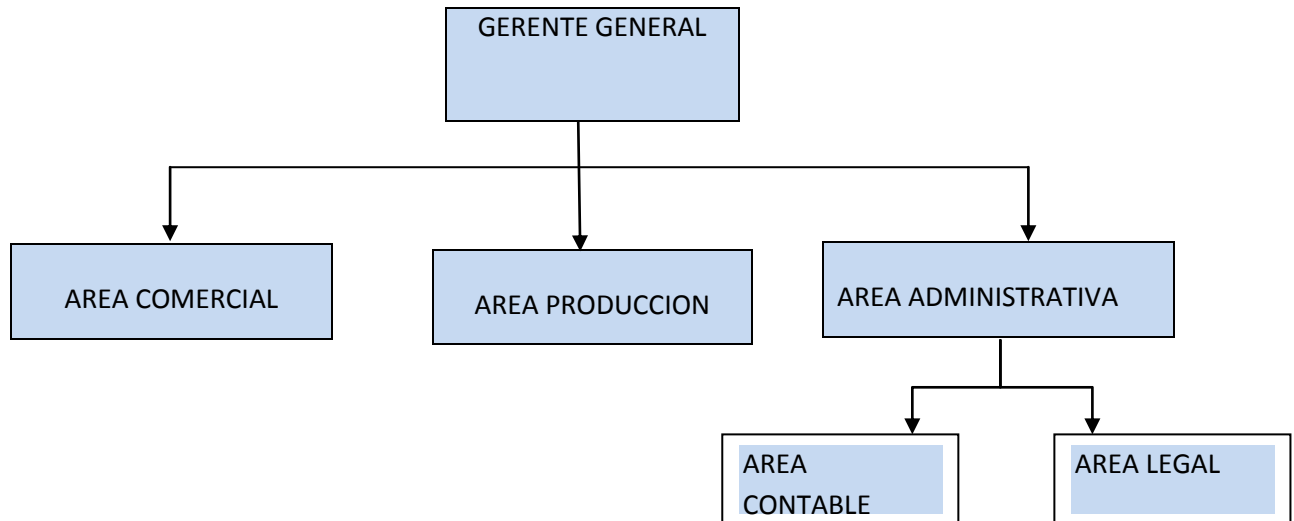 GERENTE GENERAL
AREA COMERCIAL
AREA PRODUCCION
AREA ADMINISTRATIVA
AREA
CONTABLE
AREA LEGAL